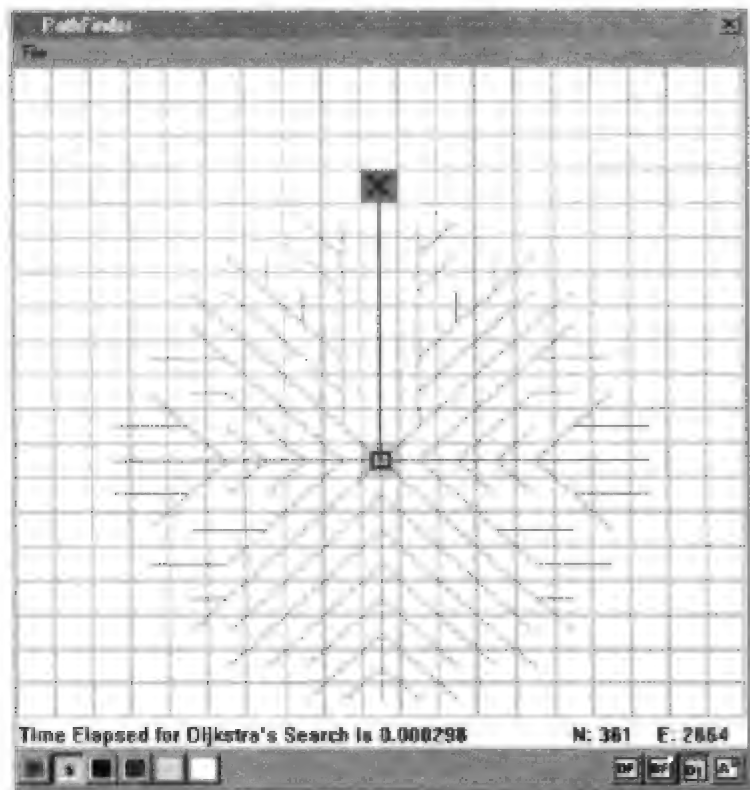 PathFinder
File
Time Elapsed for Dijkstra's Search is 0.000298 N: 361 E: 2664
S DF BF Dj A*